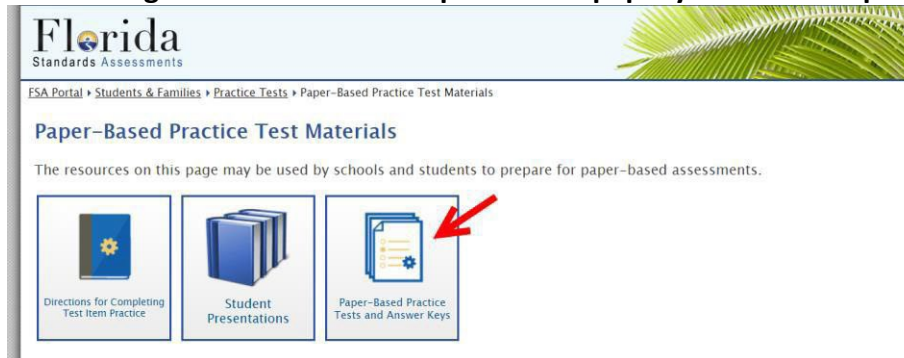 Florida
Standards Assessments
FSA Portal ▸ Students & Families ▸ Practice Tests ▸ Paper-Based Practice Test Materials
Paper-Based Practice Test Materials
The resources on this page may be used by schools and students to prepare for paper-based assessments.
Directions for Completing
Test Item Practice
Student
Presentations
Paper-Based Practice
Tests and Answer Keys